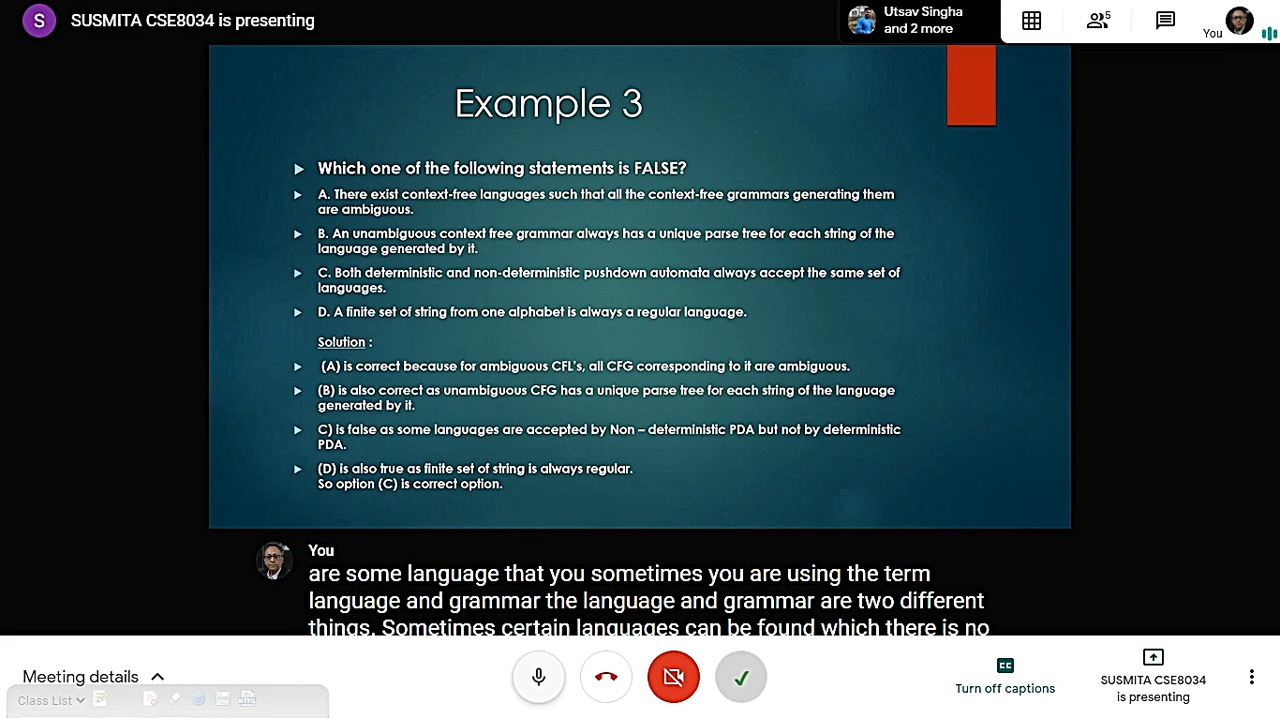 S SUSMITA CSE8034 is presenting
Utsav Singha
and 2 more
5
You
Example 3
Which one of the following statements is FALSE?
A. There exist context-free languages such that all the context-free grammars generating them
are ambiguous.
B. An unambiguous context free grammar always has a unique parse tree for each string of the
language generated by it.
C. Both deterministic and non-deterministic pushdown automata always accept the same set of
languages.
D. A finite set of string from one alphabet is always a regular language.
Solution :
(A) is correct because for ambiguous CFL's, all CFG corresponding to it are ambiguous.
(B) is also correct as unambiguous CFG has a unique parse tree for each string of the language
generated by it.
C) is false as some languages are accepted by Non – deterministic PDA but not by deterministic
PDA.
(D) is also true as finite set of string is always regular.
So option (C) is correct option.
You
are some language that you sometimes you are using the term
language and grammar the language and grammar are two different
things. Sometimes certain languages can be found which there is no
Meeting details
Class List
CC
Turn off captions
SUSMITA CSE8034
is presenting